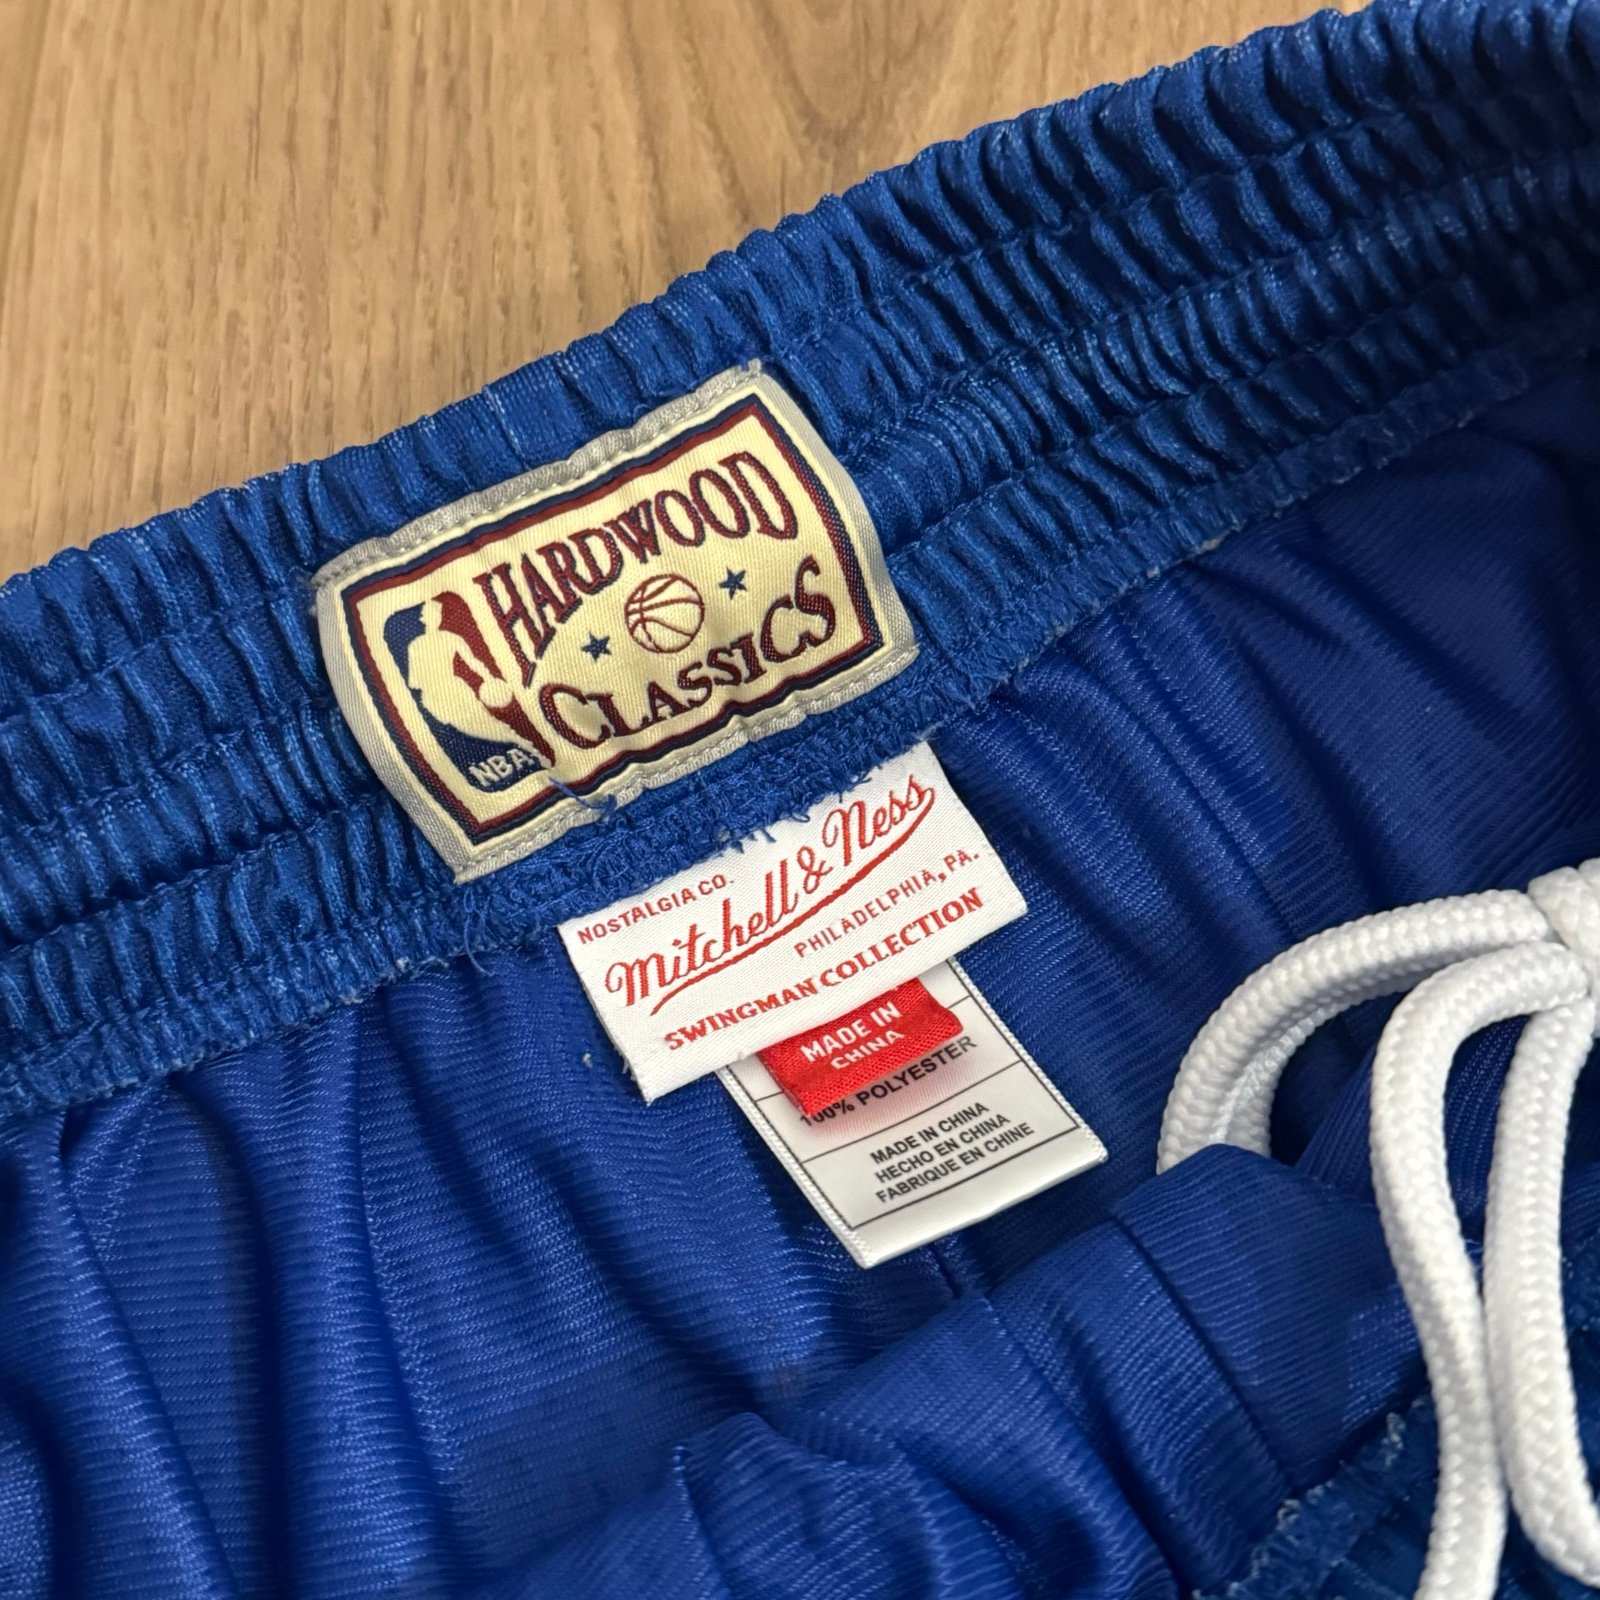 HARDWOOD
CLASSICS
NBA
NOSTALGIA CO.
Mitchell & Ness
PHILADELPHIA, PA.
SWINGMAN COLLECTION
MADE IN
CHINA
100% POLYESTER
MADE IN CHINA
HECHO EN CHINA
FABRIQUE EN CHINE